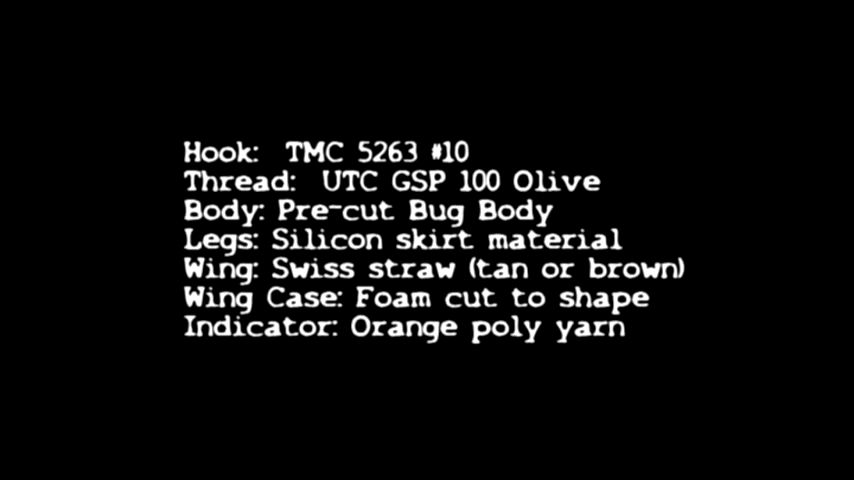 Hook: TMC 5263 #10
Thread: UTC GSP 100 Olive
Body: Pre-cut Bug Body
Legs: Silicon skirt material
Wing: Swiss straw (tan or brown)
Wing Case: Foam cut to shape
Indicator: Orange poly yarn